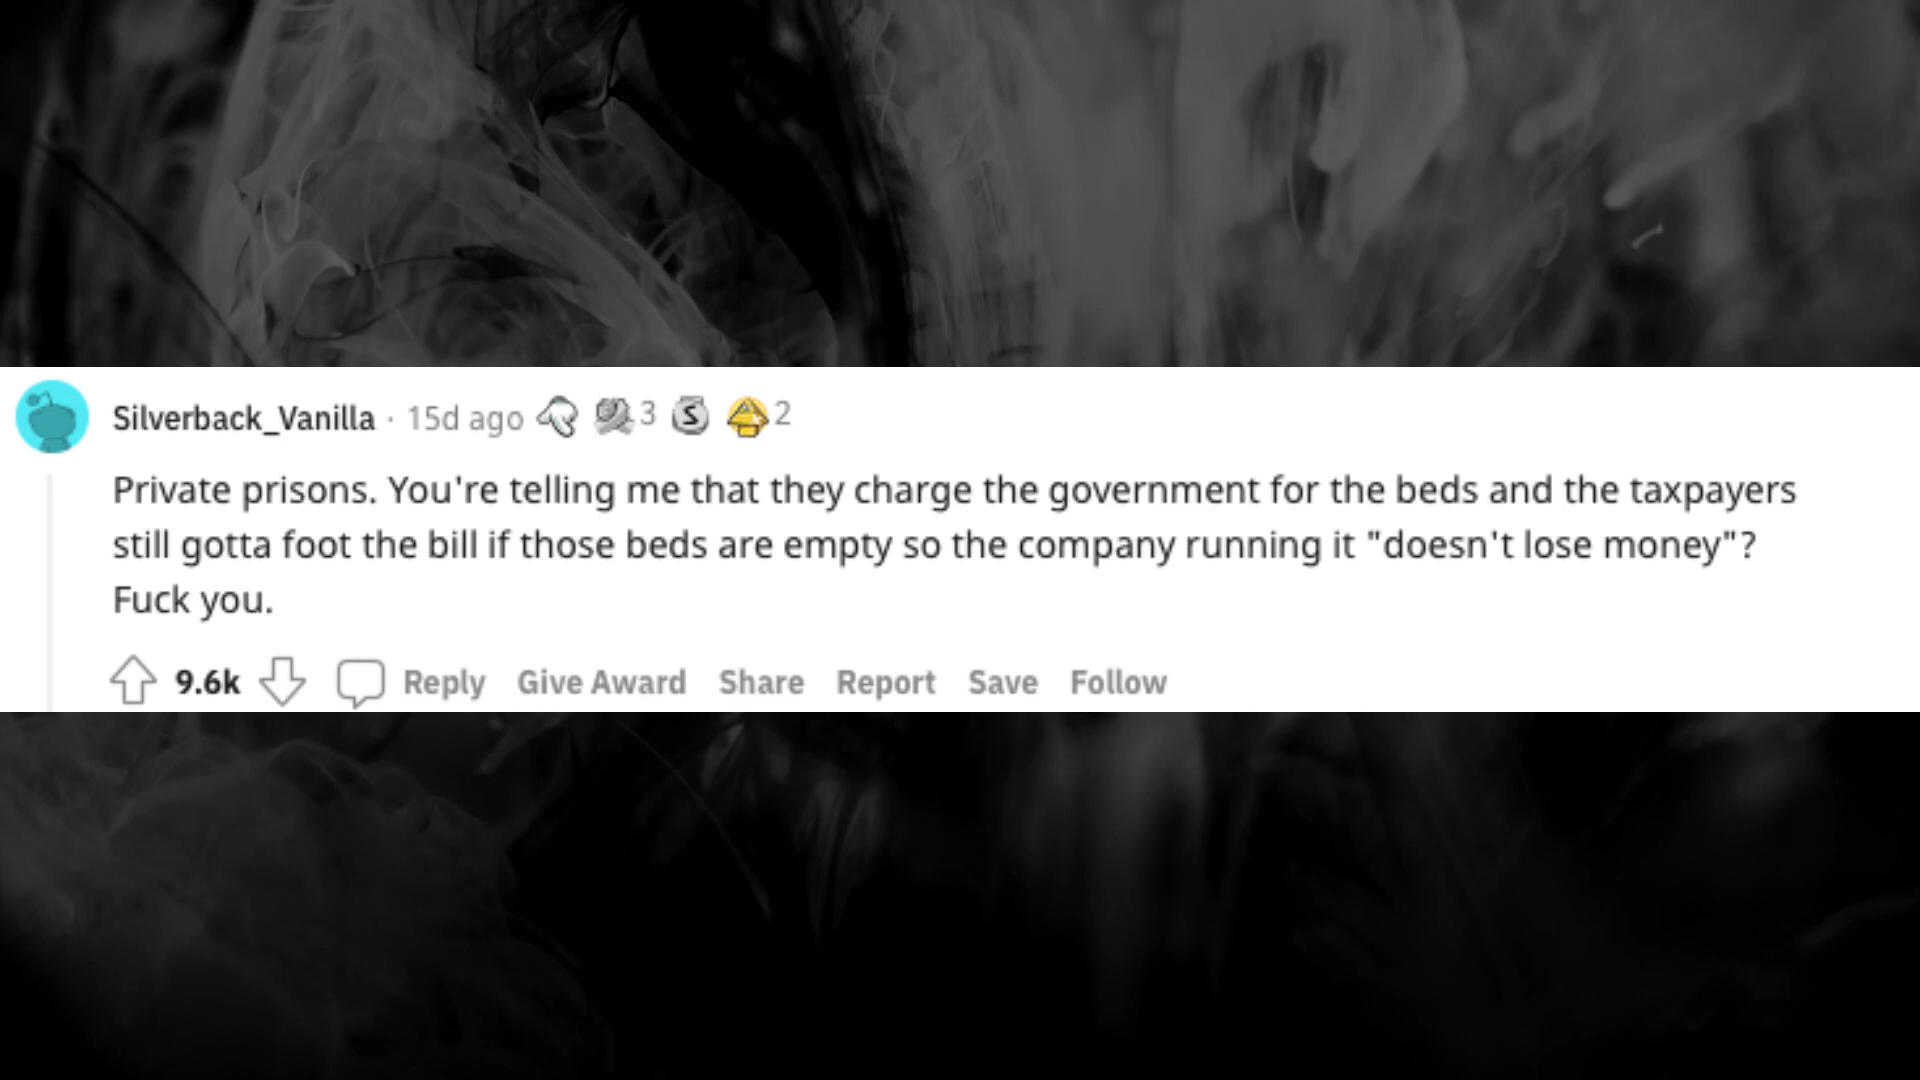 Silverback_Vanilla · 15d ago 3 S 2
Private prisons. You're telling me that they charge the government for the beds and the taxpayers
still gotta foot the bill if those beds are empty so the company running it "doesn't lose money"?
Fuck you.
9.6k Reply Give Award Share Report Save Follow